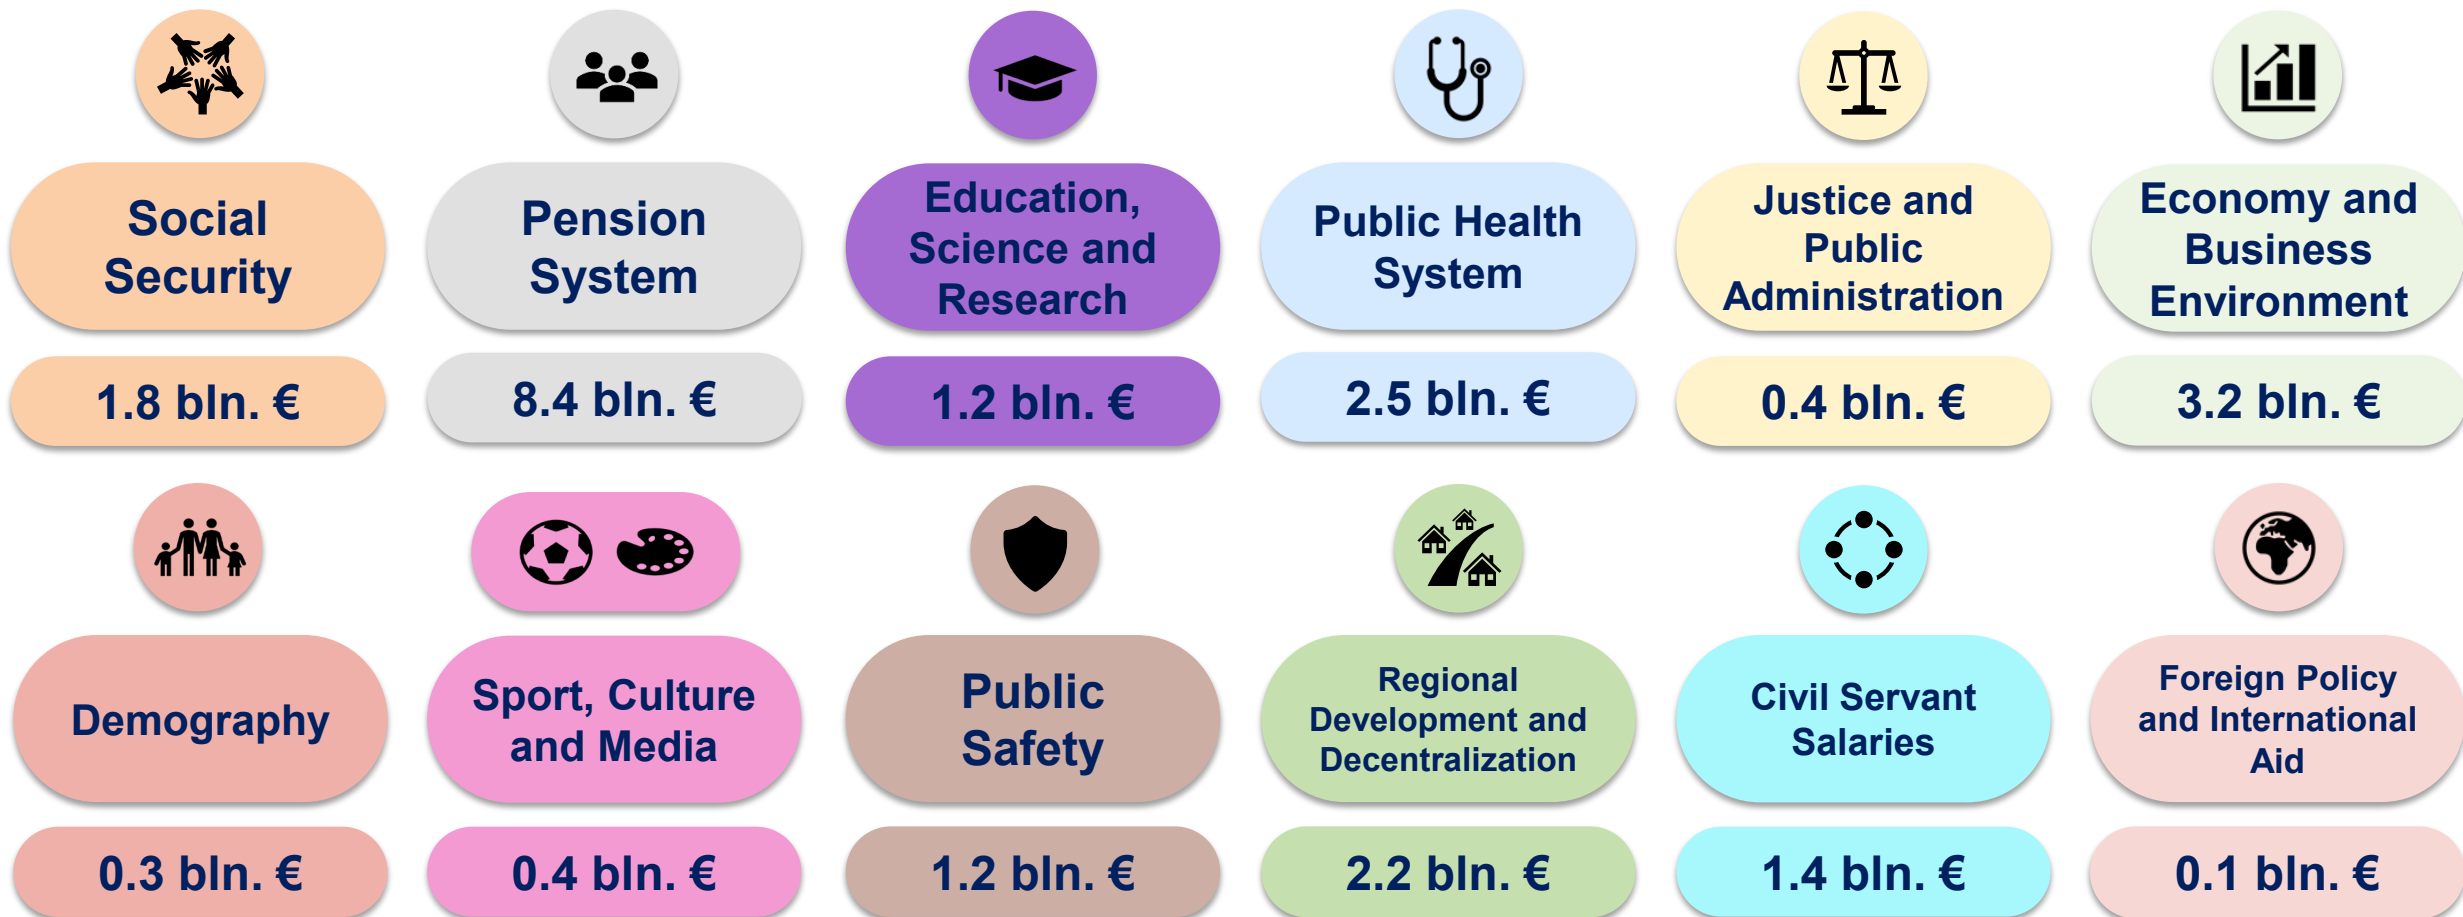 Social
Security
1.8 bln. €
Pension
System
8.4 bln. €
Education,
Science and
Research
1.2 bln. €
Public Health
System
2.5 bln. €
Justice and
Public
Administration
0.4 bln. €
Economy and
Business
Environment
3.2 bln. €
Demography
0.3 bln. €
Sport, Culture
and Media
0.4 bln. €
Public
Safety
1.2 bln. €
Regional
Development and
Decentralization
2.2 bln. €
Civil Servant
Salaries
1.4 bln. €
Foreign Policy
and International
Aid
0.1 bln. €